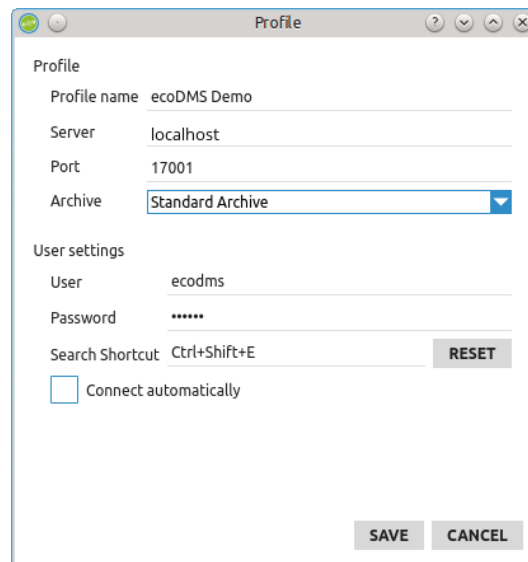 Profile
Profile
Profile name ecoDMS Demo
Server localhost
Port 17001
Archive Standard Archive
User settings
User ecodms
Password ••••••
Search Shortcut Ctrl+Shift+E RESET
Connect automatically
SAVE CANCEL